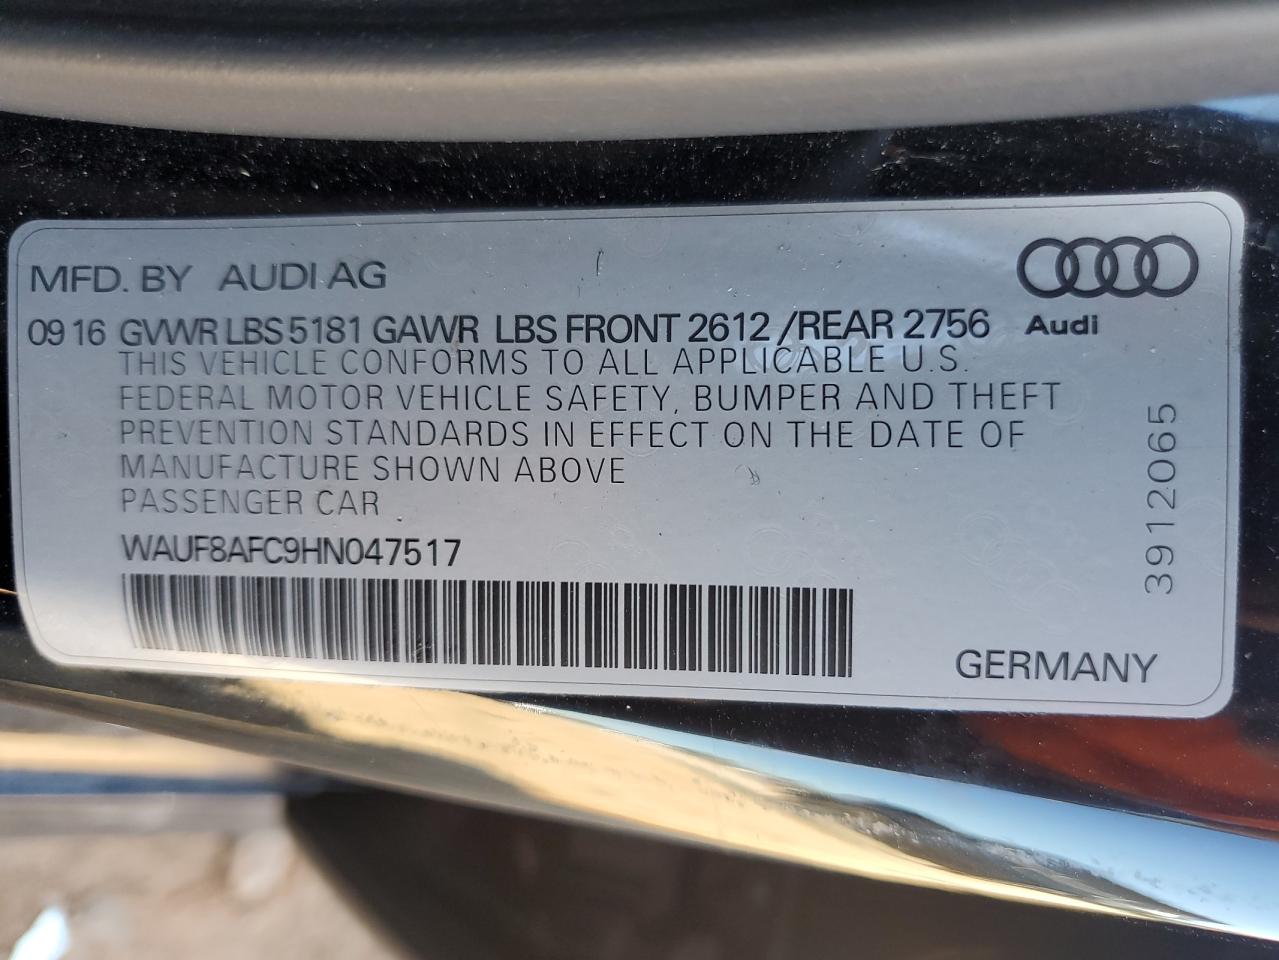 MFD. BY AUDI AG
09 16 GVWR LBS 5181 GAWR LBS FRONT 2612 /REAR 2756
Audi
THIS VEHICLE CONFORMS TO ALL APPLICABLE U.S.
FEDERAL MOTOR VEHICLE SAFETY, BUMPER AND THEFT
PREVENTION STANDARDS IN EFFECT ON THE DATE OF
MANUFACTURE SHOWN ABOVE
PASSENGER CAR
WAUF8AFC9HN047517
3912065
GERMANY